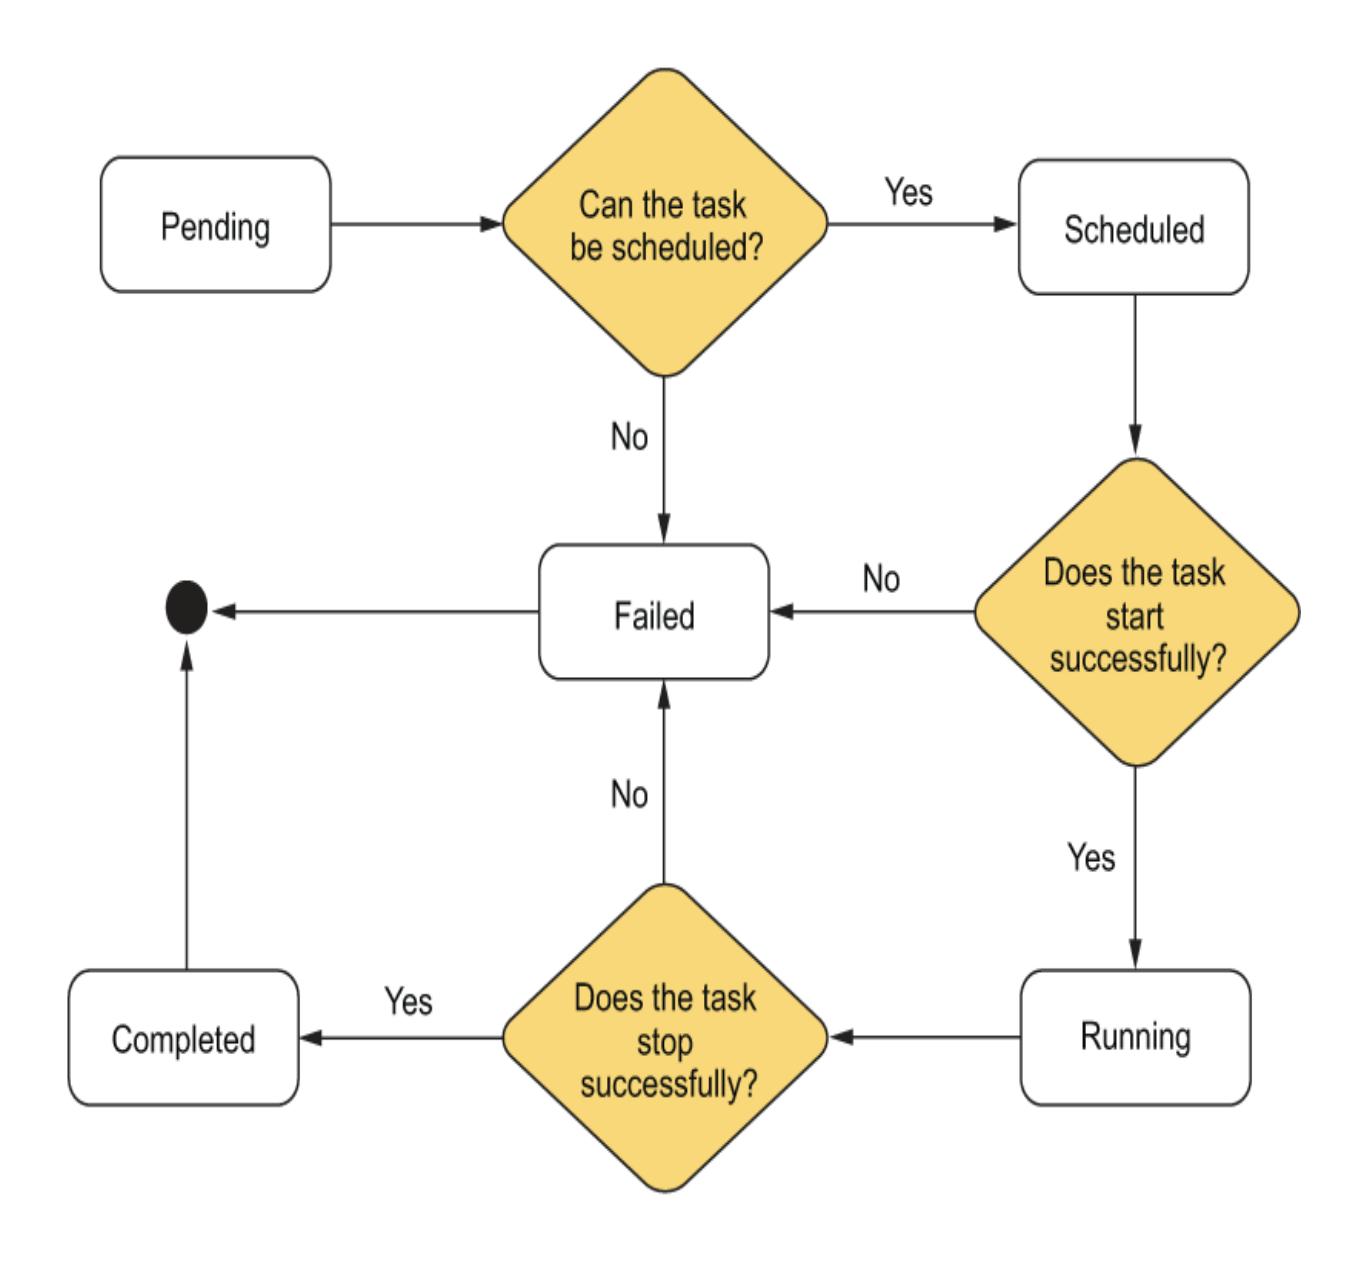 Pending
Can the task
be scheduled?
Yes
Scheduled
No
Failed
No
Does the task
start
successfully?
No
Yes
Completed
Yes
Does the task
stop
successfully?
Running